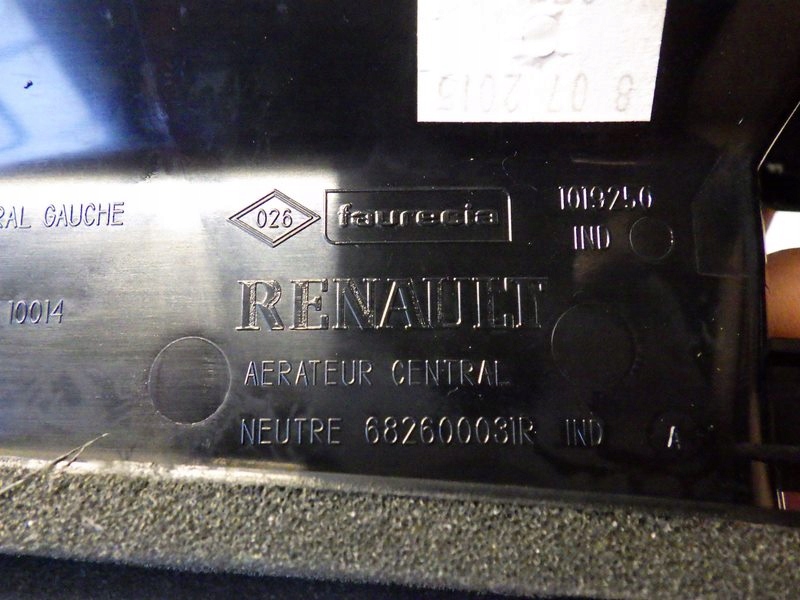 8 07 2015
RAL GAUCHE
026 faurecia 1019256
IND
RENAULT
10014
AERATEUR CENTRAL
NEUTRE 682600031R IND A